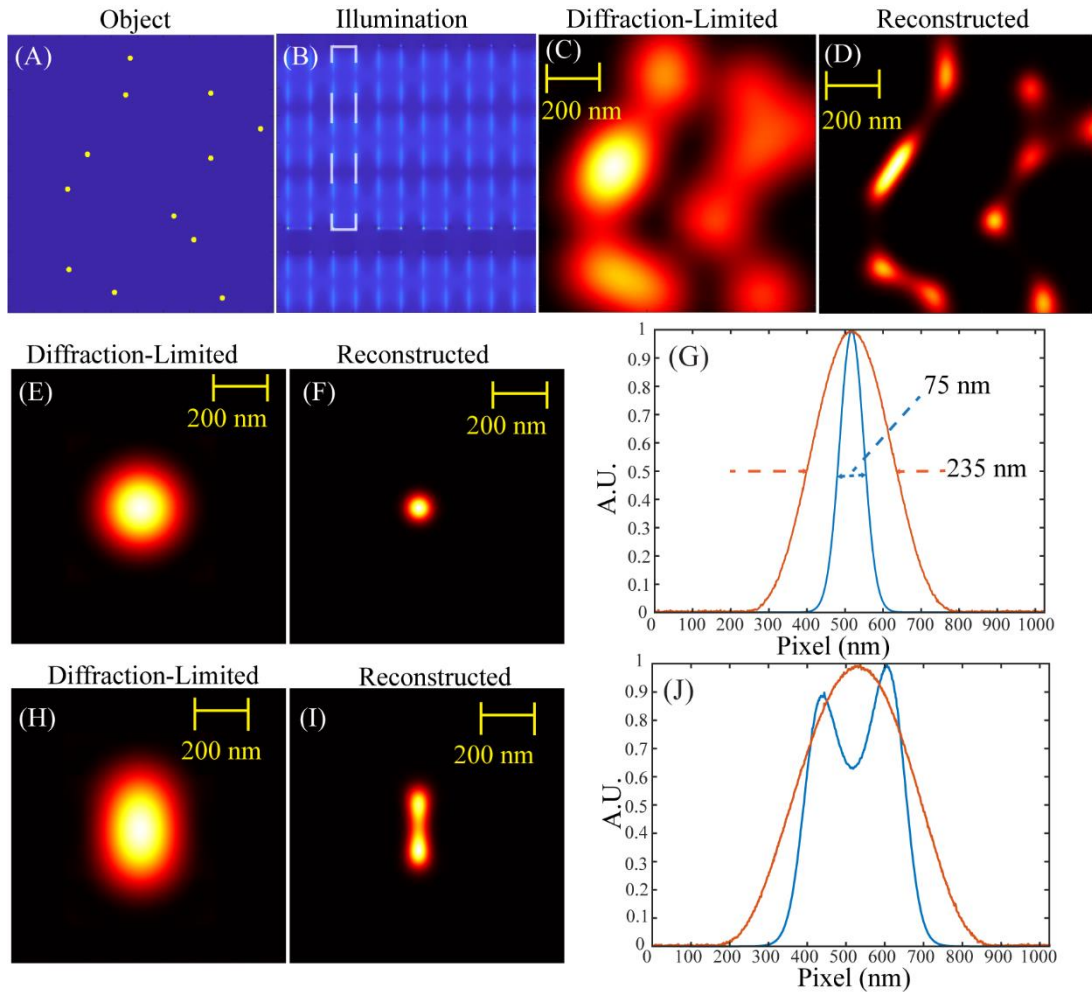 Object
Illumination
Diffraction-Limited
Reconstructed
(A)
(B)
(C)
200 nm
(D)
200 nm
Diffraction-Limited
Reconstructed
(E)
200 nm
(F)
200 nm
(G)
75 nm
235 nm
A.U.
1
0.9
0.8
0.7
0.6
0.5
0.4
0.3
0.2
0.1
0
0 100 200 300 400 500 600 700 800 900 1000
Pixel (nm)
Diffraction-Limited
Reconstructed
(H)
200 nm
(I)
200 nm
(J)
A.U.
1
0.9
0.8
0.7
0.6
0.5
0.4
0.3
0.2
0.1
0
0 100 200 300 400 500 600 700 800 900 1000
Pixel (nm)